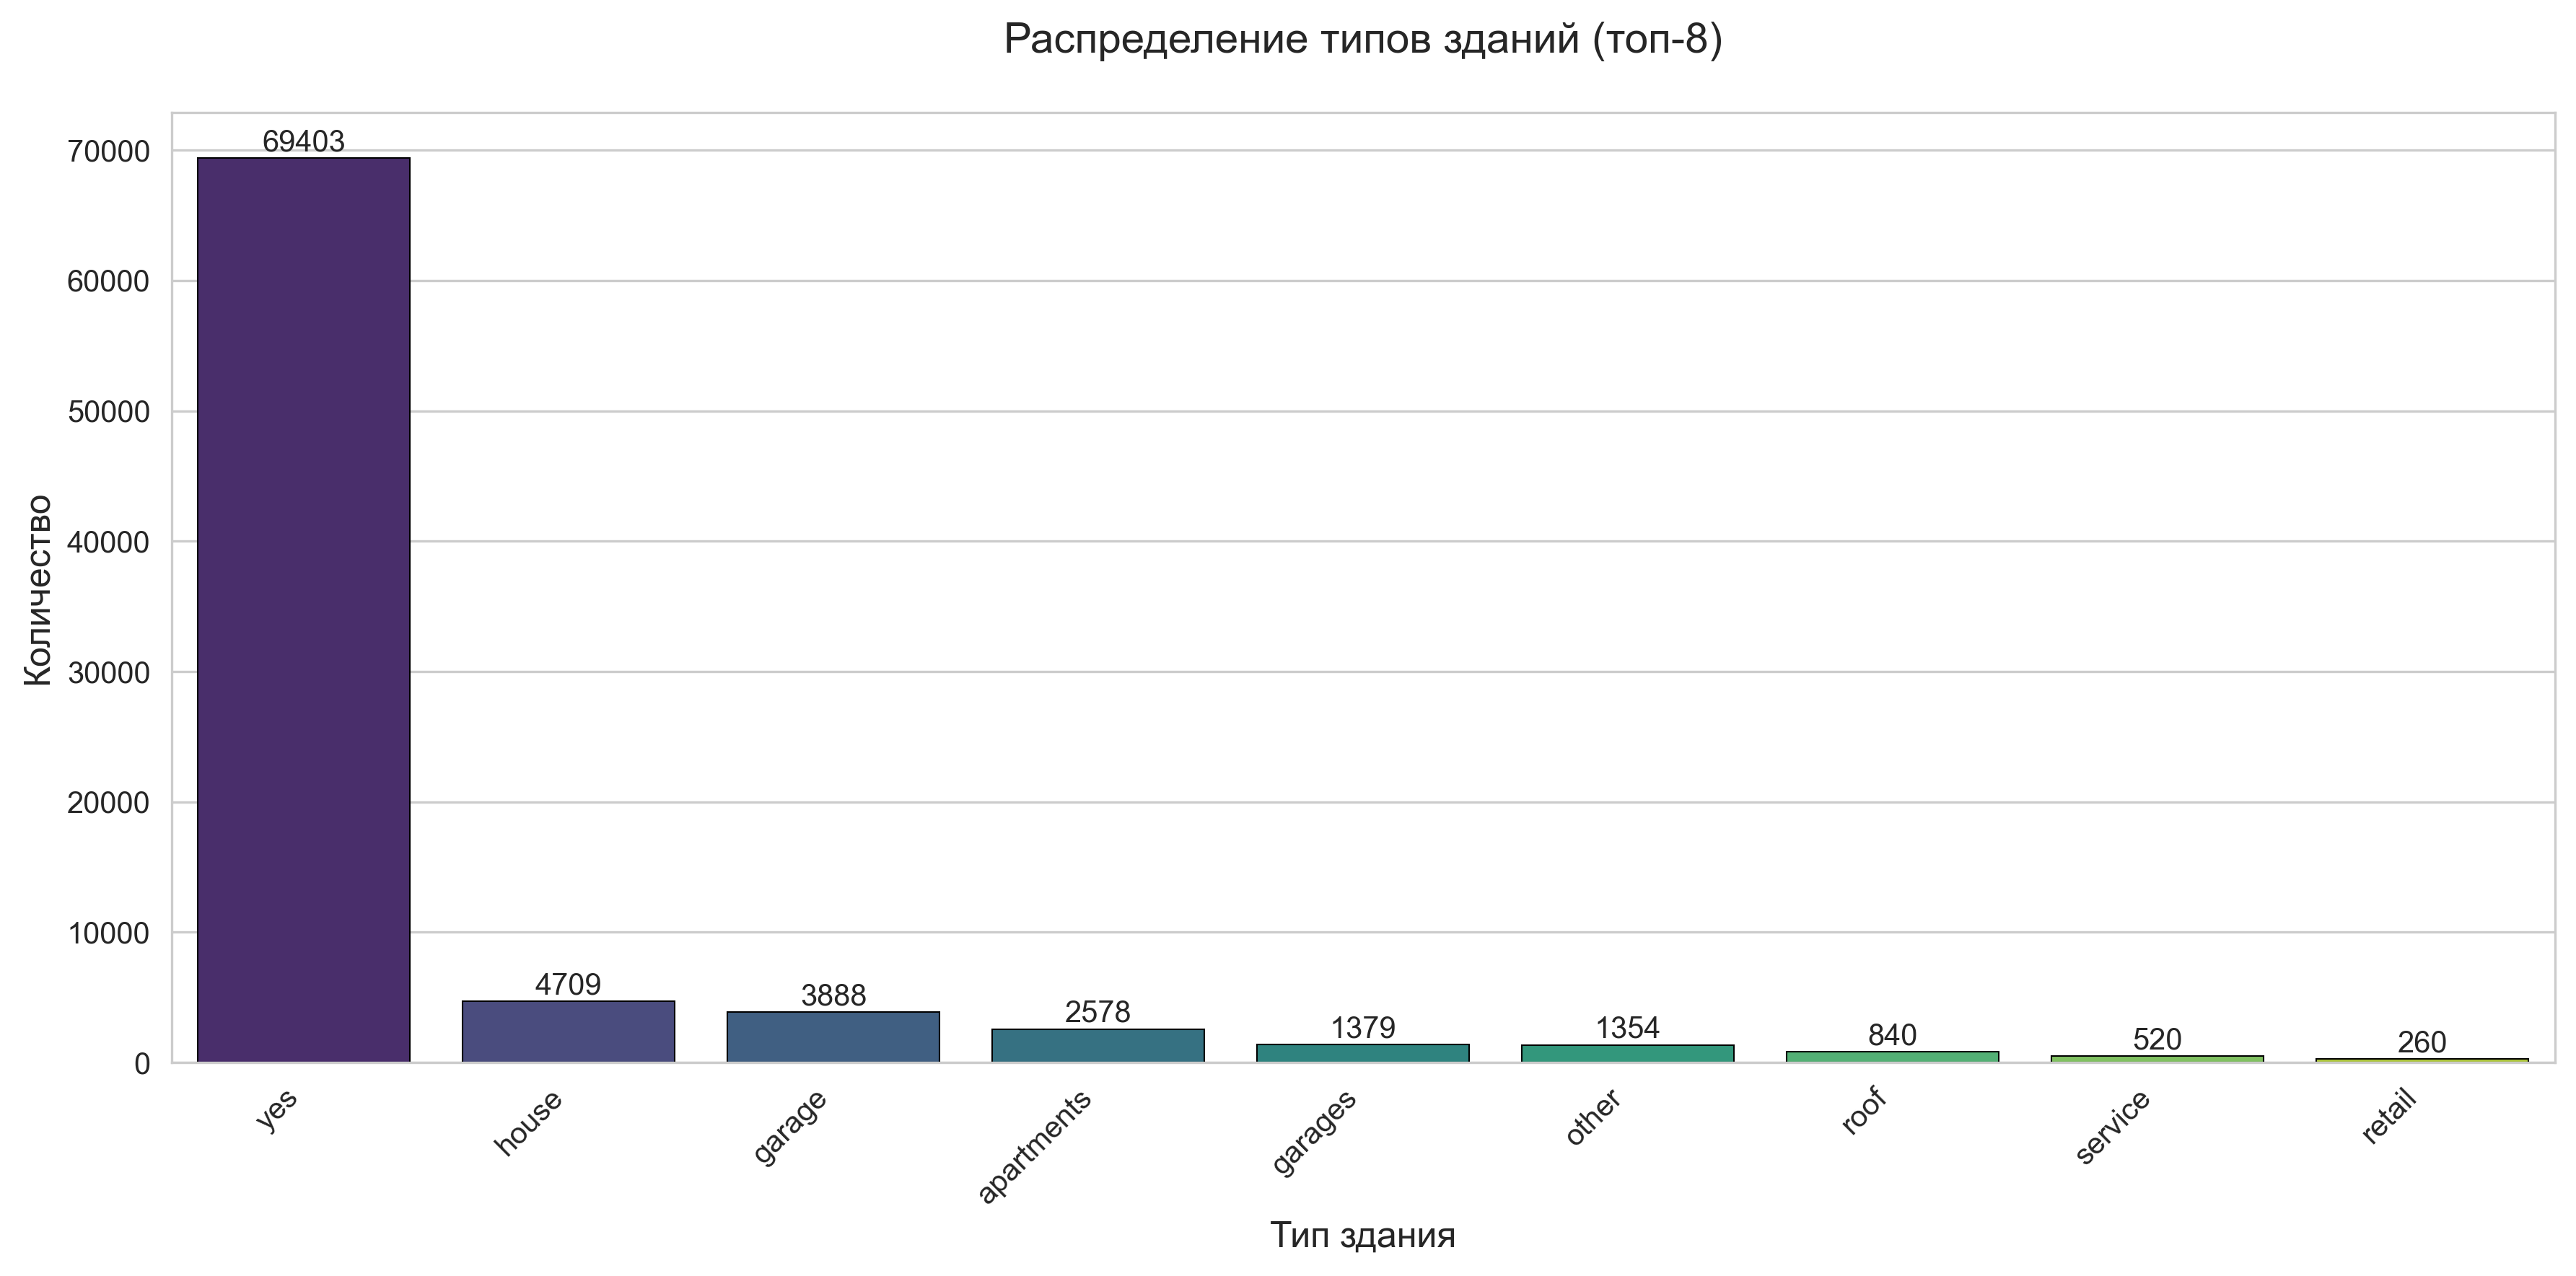 Распределение типов зданий (топ-8)
Количество
70000
60000
50000
40000
30000
20000
10000
0
69403
4709
3888
2578
1379
1354
840
520
260
yes
house
garage
apartments
garages
other
roof
service
retail
Тип здания